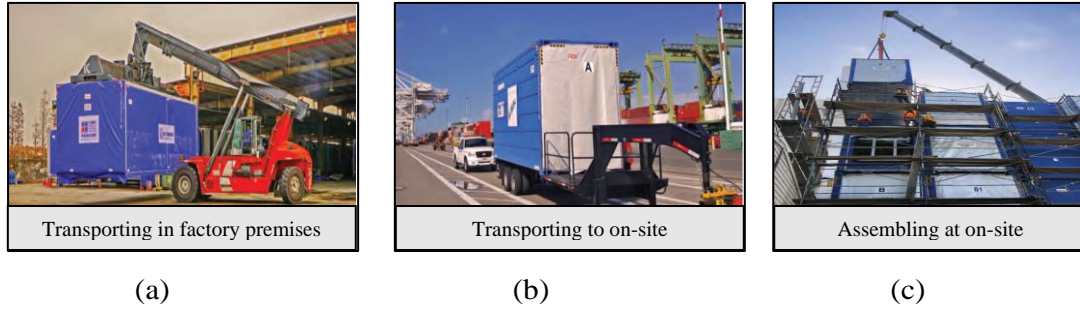 A
B
B1
Transporting in factory premises
Transporting to on-site
Assembling at on-site
(a)
(b)
(c)